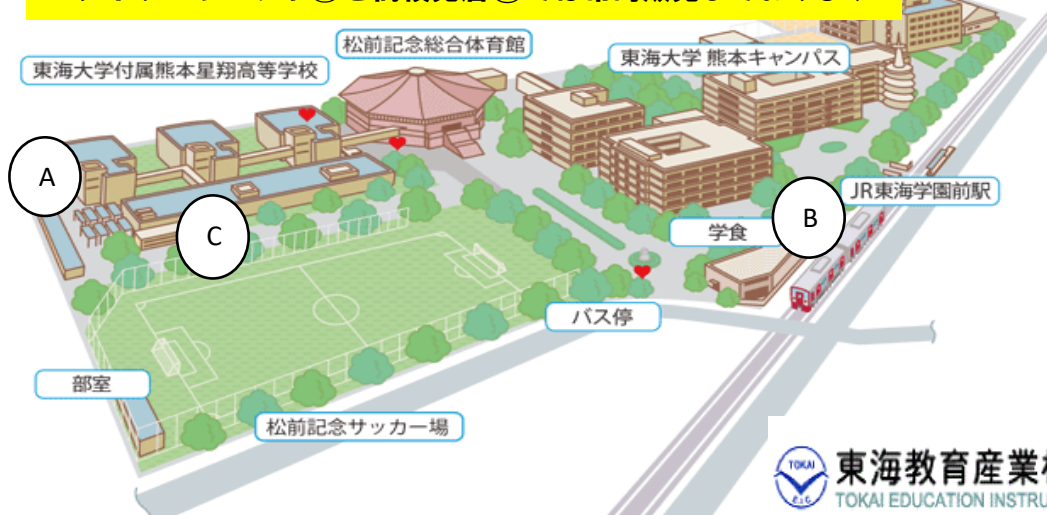 松前記念総合体育館
東海大学付属熊本星翔高等学校
東海大学 熊本キャンパス
A
JR東海学園前駅
B
C
学食
バス停
部室
松前記念サッカー場
TOKAI
E.I.C
東海教育産業
TOKAI EDUCATION INSTRU